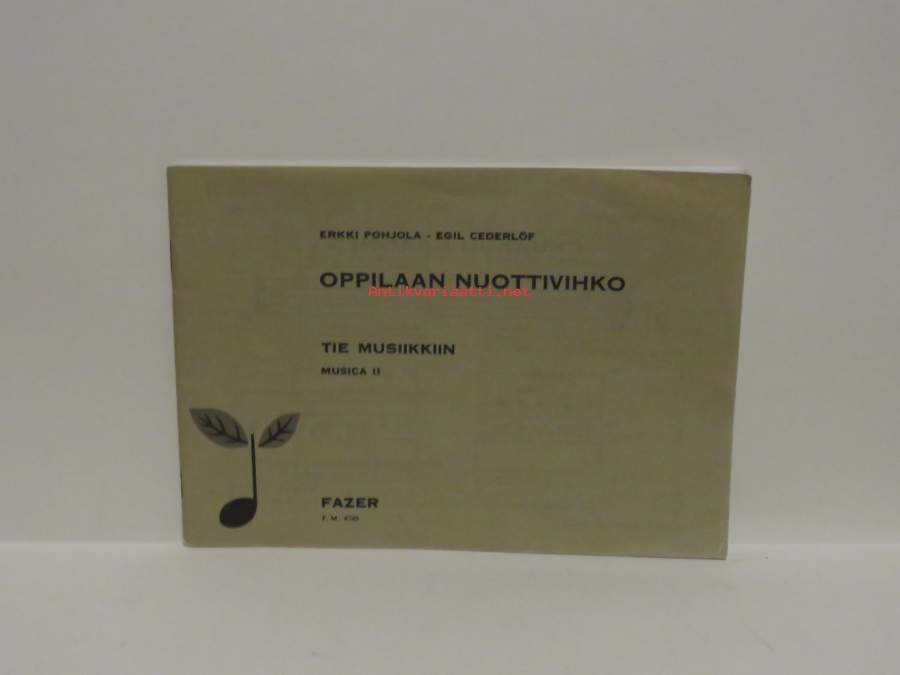 ERKKI POHJOLA - EGIL CEDERLÖF
OPPILAAN NUOTTIVIHKO
Antikvariaatti.net
TIE MUSIIKKIIN
MUSICA II
FAZER
F. M.